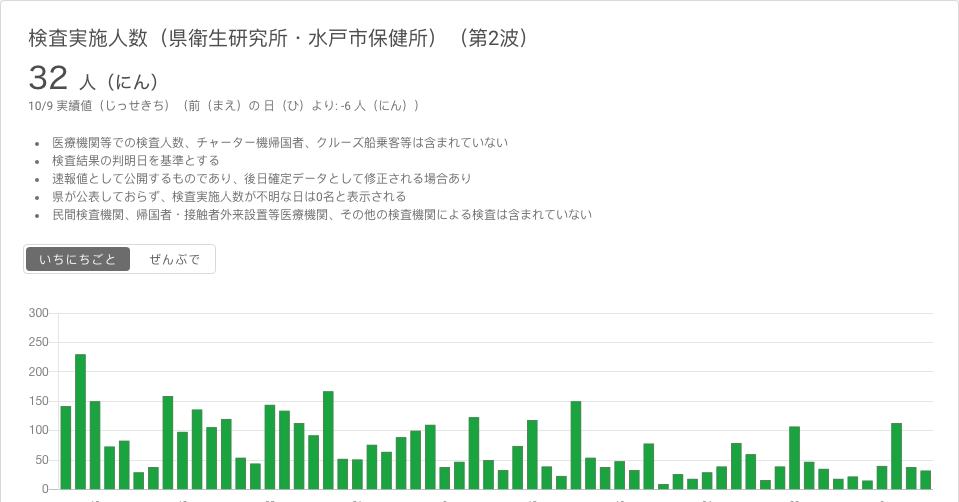 検査実施人数（県衛生研究所・水戸市保健所）（第2波）
32 人（にん）
10/9 実績値（じっせきち）（前（まえ）の 日（ひ）より: -6 人（にん））
• 医療機関等での検査人数、チャーター機帰国者、クルーズ船乗客等は含まれていない
• 検査結果の判明日を基準とする
• 速報値として公開するものであり、後日確定データとして修正される場合あり
• 県が公表しておらず、検査実施人数が不明な日は0名と表示される
• 民間検査機関、帰国者・接触者外来設置等医療機関、その他の検査機関による検査は含まれていない
いちにちごと ぜんぶで
300
250
200
150
100
50
0